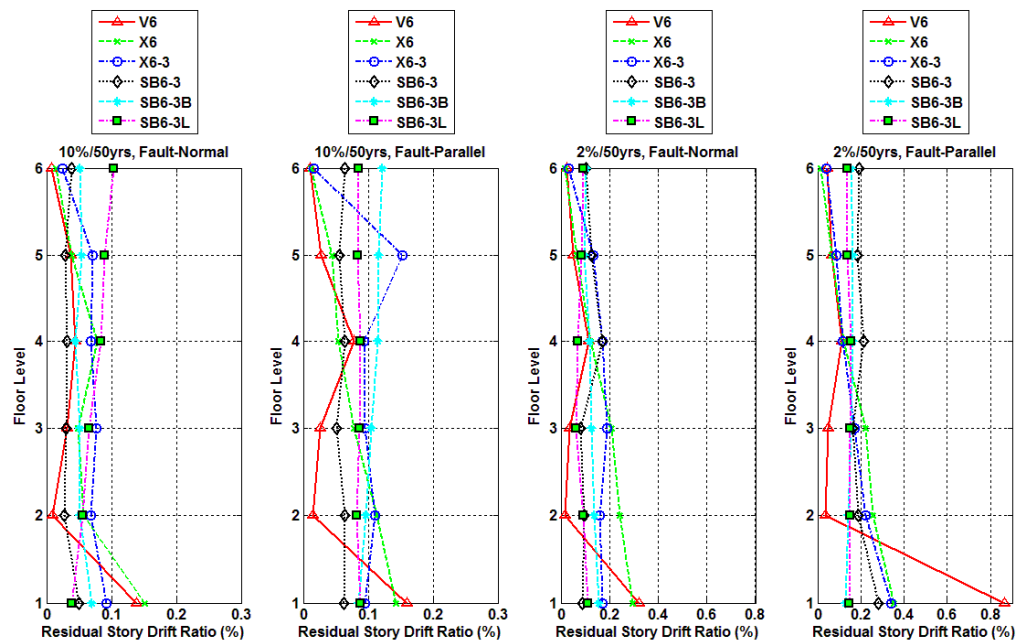 V6
X6
X6-3
SB6-3
SB6-3B
SB6-3L
V6
X6
X6-3
SB6-3
SB6-3B
SB6-3L
V6
X6
X6-3
SB6-3
SB6-3B
SB6-3L
V6
X6
X6-3
SB6-3
SB6-3B
SB6-3L
10%/50yrs, Fault-Normal
6
5
4
3
2
1
Floor Level
0 0.1 0.2 0.3
Residual Story Drift Ratio (%)
10%/50yrs, Fault-Parallel
6
5
4
3
2
1
Floor Level
0 0.1 0.2 0.3
Residual Story Drift Ratio (%)
2%/50yrs, Fault-Normal
6
5
4
3
2
1
Floor Level
0 0.2 0.4 0.6 0.8
Residual Story Drift Ratio (%)
2%/50yrs, Fault-Parallel
6
5
4
3
2
1
Floor Level
0 0.2 0.4 0.6 0.8
Residual Story Drift Ratio (%)